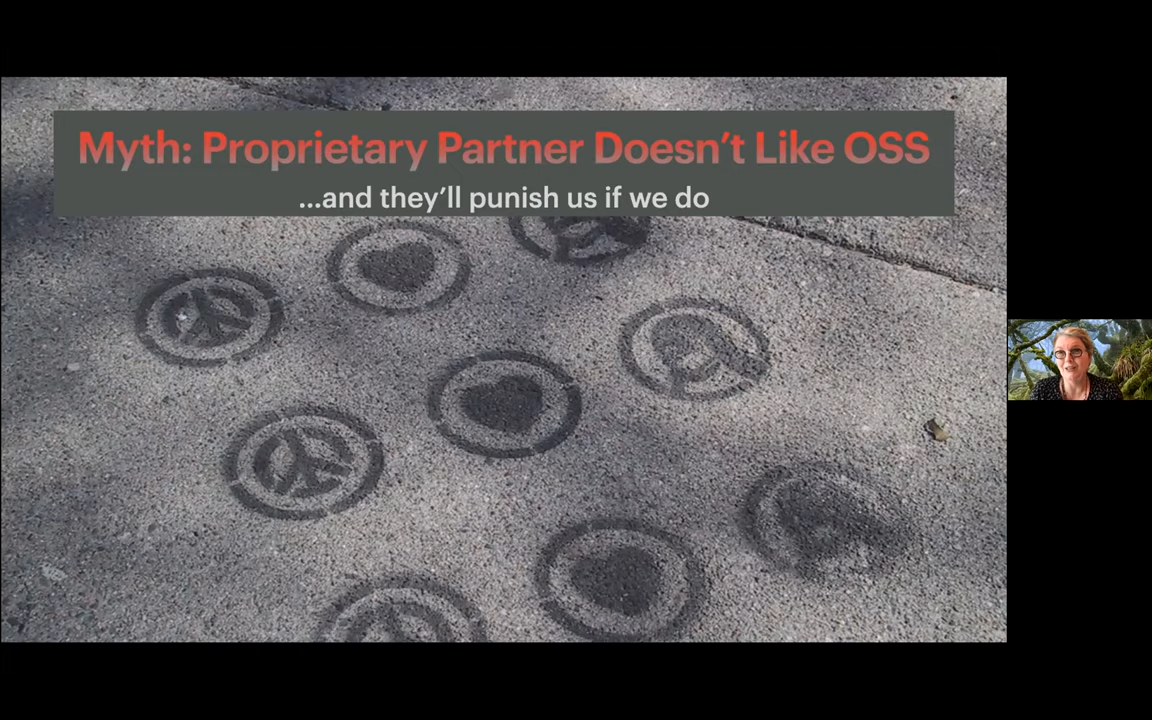 Myth: Proprietary Partner Doesn’t Like OSS
...and they’ll punish us if we do